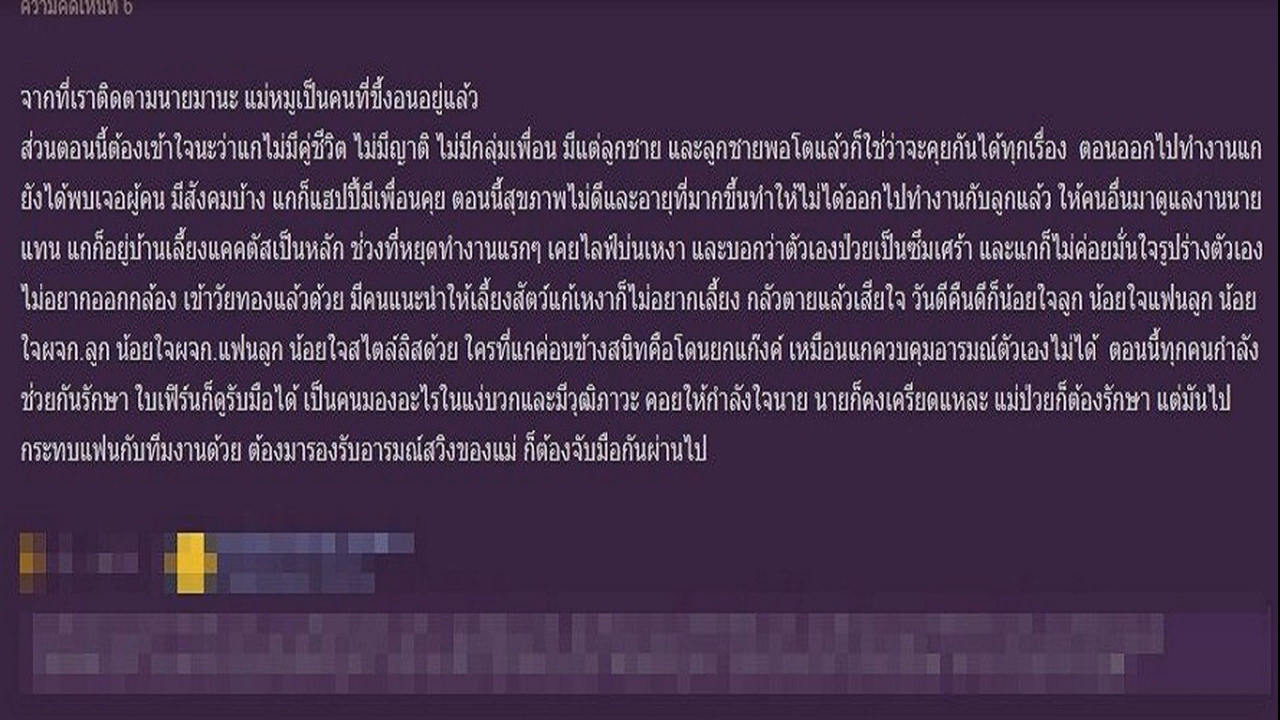 ความคิดเห็นที่ 6
จากที่เราติดตามนายมานะ แม่หมูเป็นคนที่ขี้งอนอยู่แล้ว
ส่วนตอนนี้ต้องเข้าใจนะว่าแกไม่มีคู่ชีวิต ไม่มีญาติ ไม่มีกลุ่มเพื่อน มีแต่ลูกชาย และลูกชายพอโตแล้วก็ใช่ว่าจะคุยกันได้ทุกเรื่อง ตอนออกไปทำงานแก
ยังได้พบเจอผู้คน มีสังคมบ้าง แกก็แฮปปี้มีเพื่อนคุย ตอนนี้สุขภาพไม่ดีและอายุที่มากขึ้นทำให้ไม่ได้ออกไปทำงานกับลูกแล้ว ให้คนอื่นมาดูแลงานนาย
แทน แกก็อยู่บ้านเลี้ยงแคคตัสเป็นหลัก ช่วงที่หยุดทำงานแรกๆ เคยไลฟ์บ่นเหงา และบอกว่าตัวเองป่วยเป็นซึมเศร้า และแกก็ไม่ค่อยมั่นใจรูปร่างตัวเอง
ไม่อยากออกกล้อง เข้าวัยทองแล้วด้วย มีคนแนะนำให้เลี้ยงสัตว์แก้เหงาก็ไม่อยากเลี้ยง กลัวตายแล้วเสียใจ วันดีคืนดีก็น้อยใจลูก น้อยใจแฟนลูก น้อย
ใจผจก.ลูก น้อยใจผจก.แฟนลูก น้อยใจสไตล์ลิสด้วย ใครที่แกค่อนข้างสนิทคือโดนยกแก๊งค์ เหมือนแกควบคุมอารมณ์ตัวเองไม่ได้ ตอนนี้ทุกคนกำลัง
ช่วยกันรักษา ใบเฟิร์นก็ดูรับมือได้ เป็นคนมองอะไรในแง่บวกและมีวุฒิภาวะ คอยให้กำลังใจนาย นายก็คงเครียดแหละ แม่ป่วยก็ต้องรักษา แต่มันไป
กระทบแฟนกับทีมงานด้วย ต้องมารองรับอารมณ์สวิงของแม่ ก็ต้องจับมือกันผ่านไป